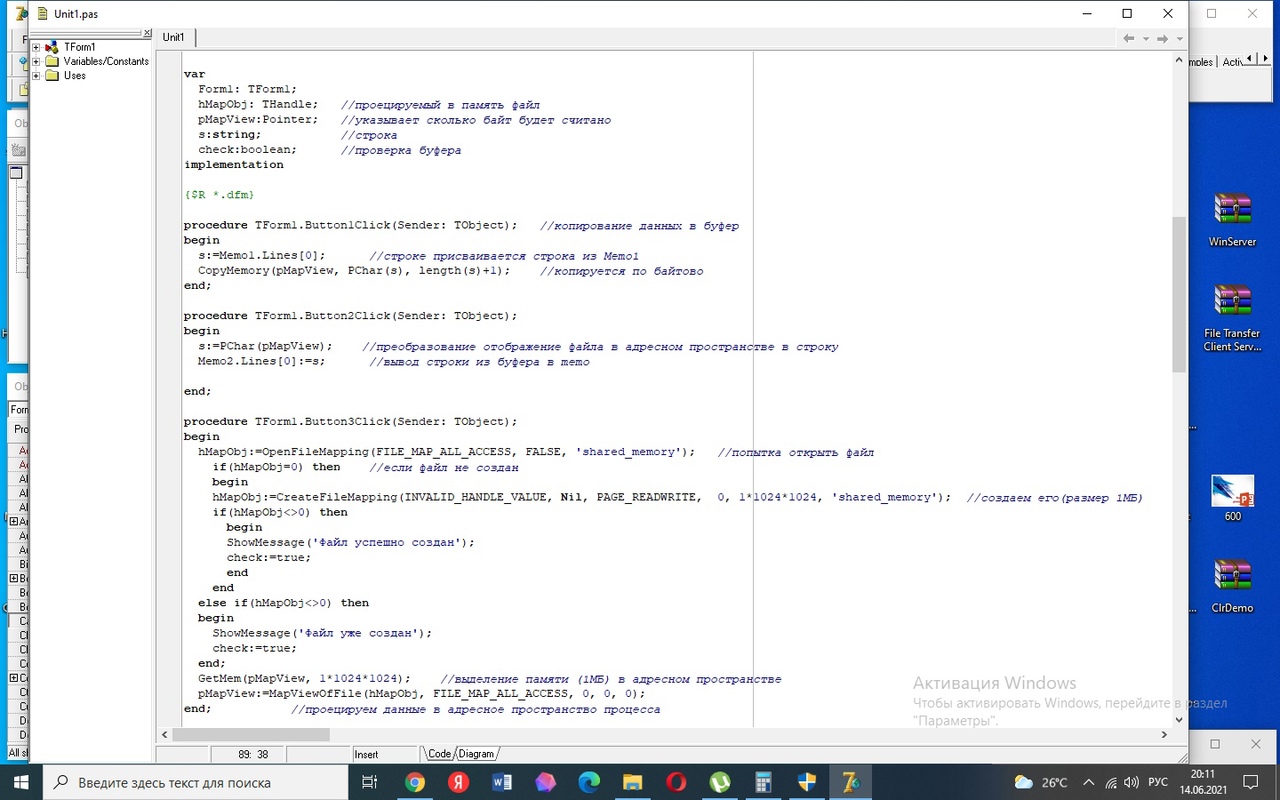 Unit1.pas
TForm1
Variables/Constants
Uses
Unit1
var
Form1: TForm1;
hMapObj: THandle; //проецируемый в память файл
pMapView:Pointer; //указывает сколько байт будет считано
s:string; //строка
check:boolean; //проверка буфера
implementation
{$R *.dfm}
procedure TForm1.Button1Click(Sender: TObject); //копирование данных в буфер
begin
s:=Memo1.Lines[0]; //строке присваивается строка из Memo1
CopyMemory(pMapView, PChar(s), length(s)+1); //копируется по байтово
end;
procedure TForm1.Button2Click(Sender: TObject);
begin
s:=PChar(pMapView); //преобразование отображение файла в адресном пространстве в строку
Memo2.Lines[0]:=s; //вывод строки из буфера в memo
end;
procedure TForm1.Button3Click(Sender: TObject);
begin
hMapObj:=OpenFileMapping(FILE_MAP_ALL_ACCESS, FALSE, 'shared_memory'); //попытка открыть файл
if(hMapObj=0) then //если файл не создан
begin
hMapObj:=CreateFileMapping(INVALID_HANDLE_VALUE, Nil, PAGE_READWRITE, 0, 1*1024*1024, 'shared_memory'); //создаем его(размер 1МБ)
if(hMapObj<>0) then
begin
ShowMessage('Файл успешно создан');
check:=true;
end
end
else if(hMapObj<>0) then
begin
ShowMessage('Файл уже создан');
check:=true;
end;
GetMem(pMapView, 1*1024*1024); //выделение памяти (1МБ) в адресном пространстве
pMapView:=MapViewOfFile(hMapObj, FILE_MAP_ALL_ACCESS, 0, 0, 0);
end; //проецируем данные в адресное пространство процесса
89: 38
Insert
Code
Diagram
WinServer
File Transfer
Client Serv...
600
ClrDemo
Активация Windows
Чтобы активировать Windows, перейдите в раздел
"Параметры".
Введите здесь текст для поиска
26°C
РУС
20:11
14.06.2021